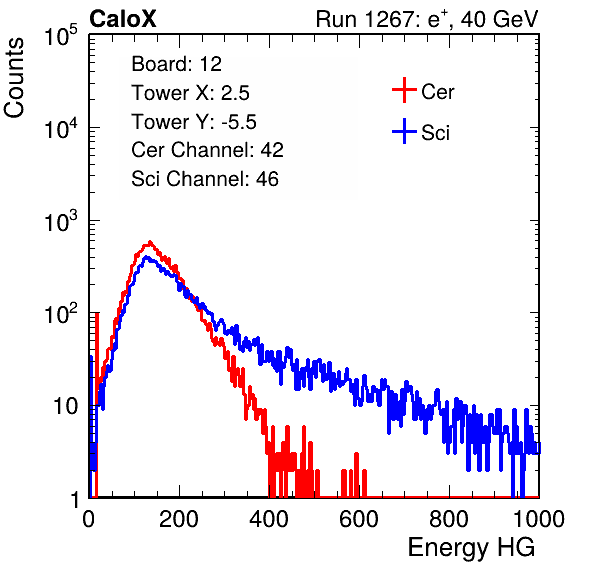 CaloX Run 1267: e⁺, 40 GeV
Counts
Board: 12
Tower X: 2.5
Tower Y: -5.5
Cer Channel: 42
Sci Channel: 46
Cer
Sci
10⁵
10⁴
10³
10²
10
1
0 200 400 600 800 1000
Energy HG